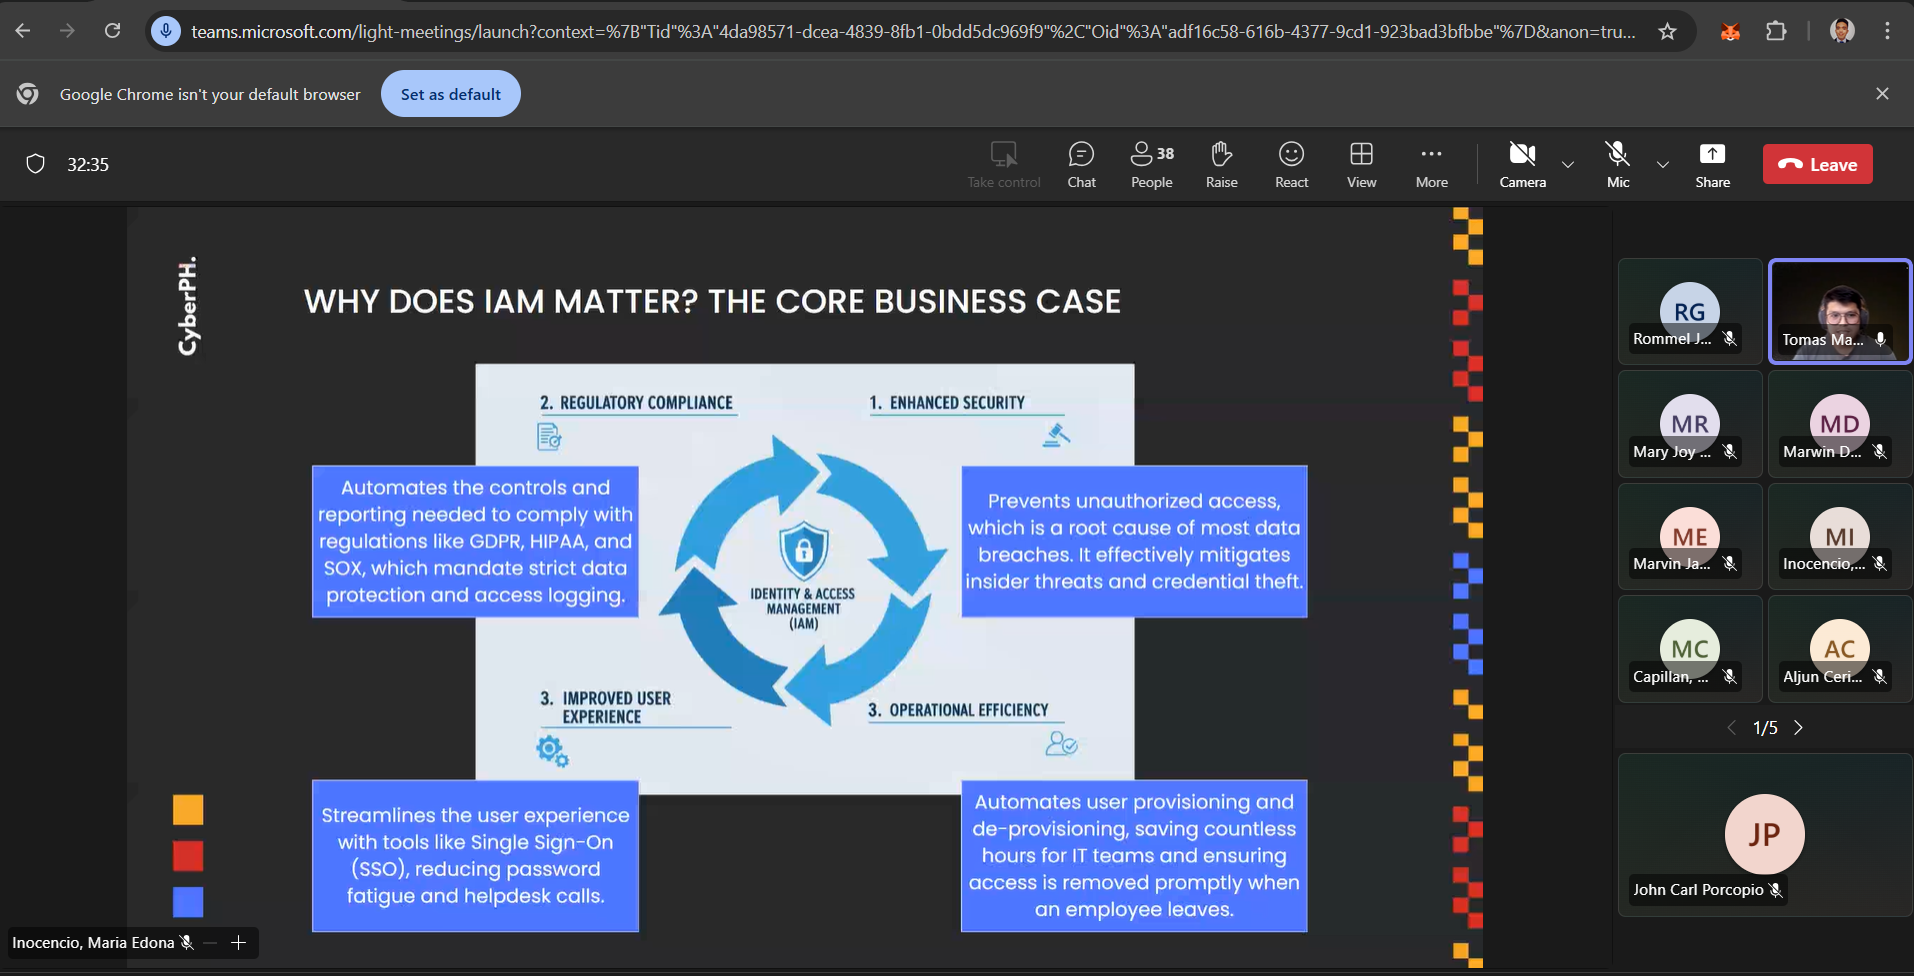 teams.microsoft.com/light-meetings/launch?context=%7B"Tid"%3A"4da98571-dcea-4839-8fb1-0bdd5dc969f9"%2C"Oid"%3A"adf16c58-616b-4377-9cd1-923bad3bfbbe"%7D&anon=tru...
Google Chrome isn't your default browser
Set as default
32:35
Take control
Chat
38
People
Raise
React
View
More
Camera
Mic
Share
Leave
CyberPH.
WHY DOES IAM MATTER? THE CORE BUSINESS CASE
2. REGULATORY COMPLIANCE
1. ENHANCED SECURITY
Automates the controls and
reporting needed to comply with
regulations like GDPR, HIPAA, and
SOX, which mandate strict data
protection and access logging.
Prevents unauthorized access,
which is a root cause of most data
breaches. It effectively mitigates
insider threats and credential theft.
IDENTITY & ACCESS
MANAGEMENT
(IAM)
3. IMPROVED USER
EXPERIENCE
3. OPERATIONAL EFFICIENCY
Streamlines the user experience
with tools like Single Sign-On
(SSO), reducing password
fatigue and helpdesk calls.
Automates user provisioning and
de-provisioning, saving countless
hours for IT teams and ensuring
access is removed promptly when
an employee leaves.
Inocencio, Maria Edona
RG
Rommel J...
Tomas Ma...
MR
Mary Joy ...
MD
Marwin D...
ME
Marvin Ja...
MI
Inocencio,...
MC
Capillan, ...
AC
Aljun Ceri...
1/5
JP
John Carl Porcopio